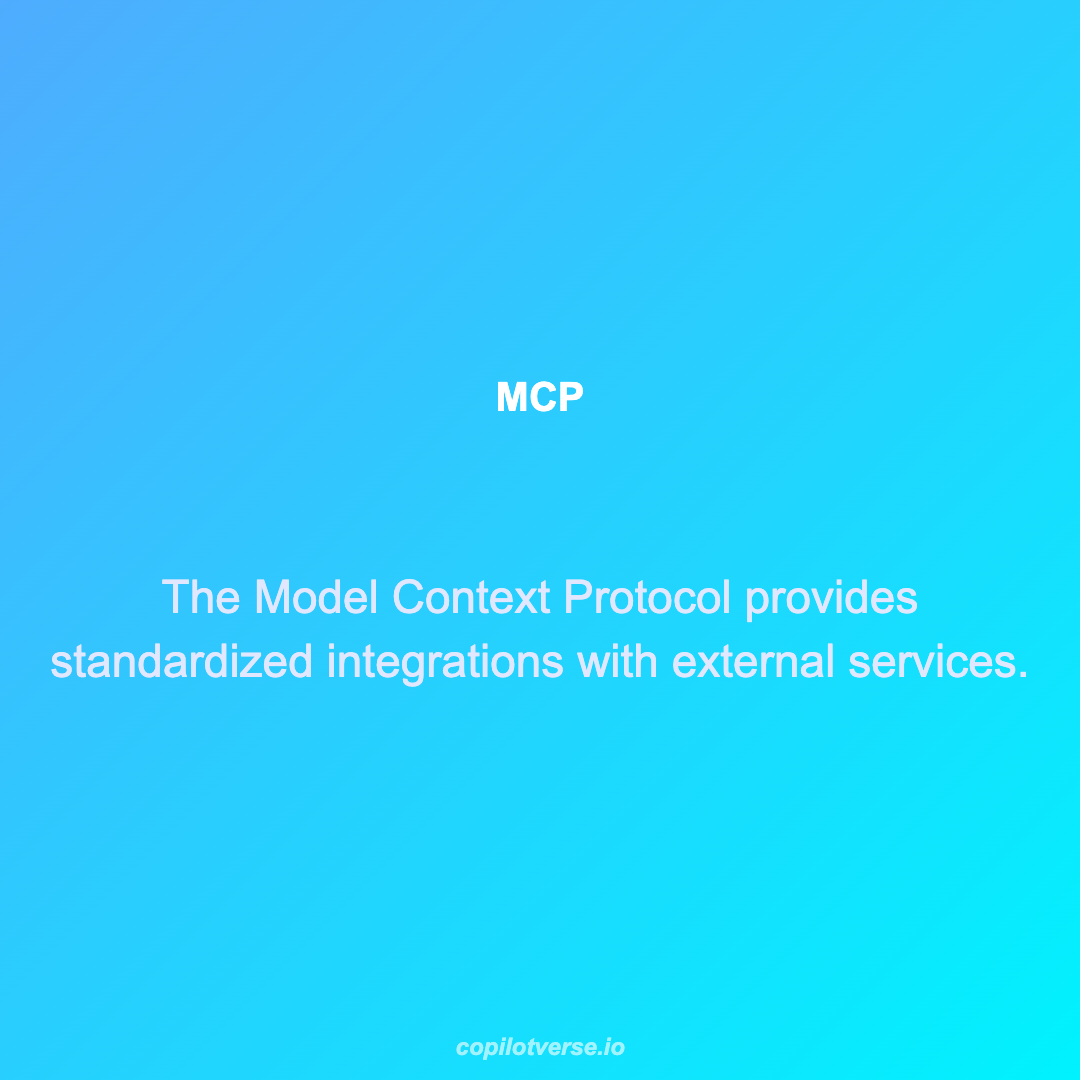 MCP
The Model Context Protocol provides
standardized integrations with external services.
copilotverse.io